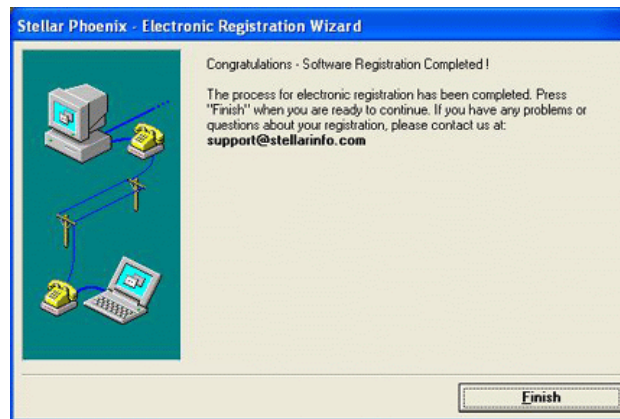 Stellar Phoenix - Electronic Registration Wizard
Congratulations - Software Registration Completed !
The process for electronic registration has been completed. Press
"Finish" when you are ready to continue. If you have any problems or
questions about your registration, please contact us at:
support@stellarinfo.com
Finish